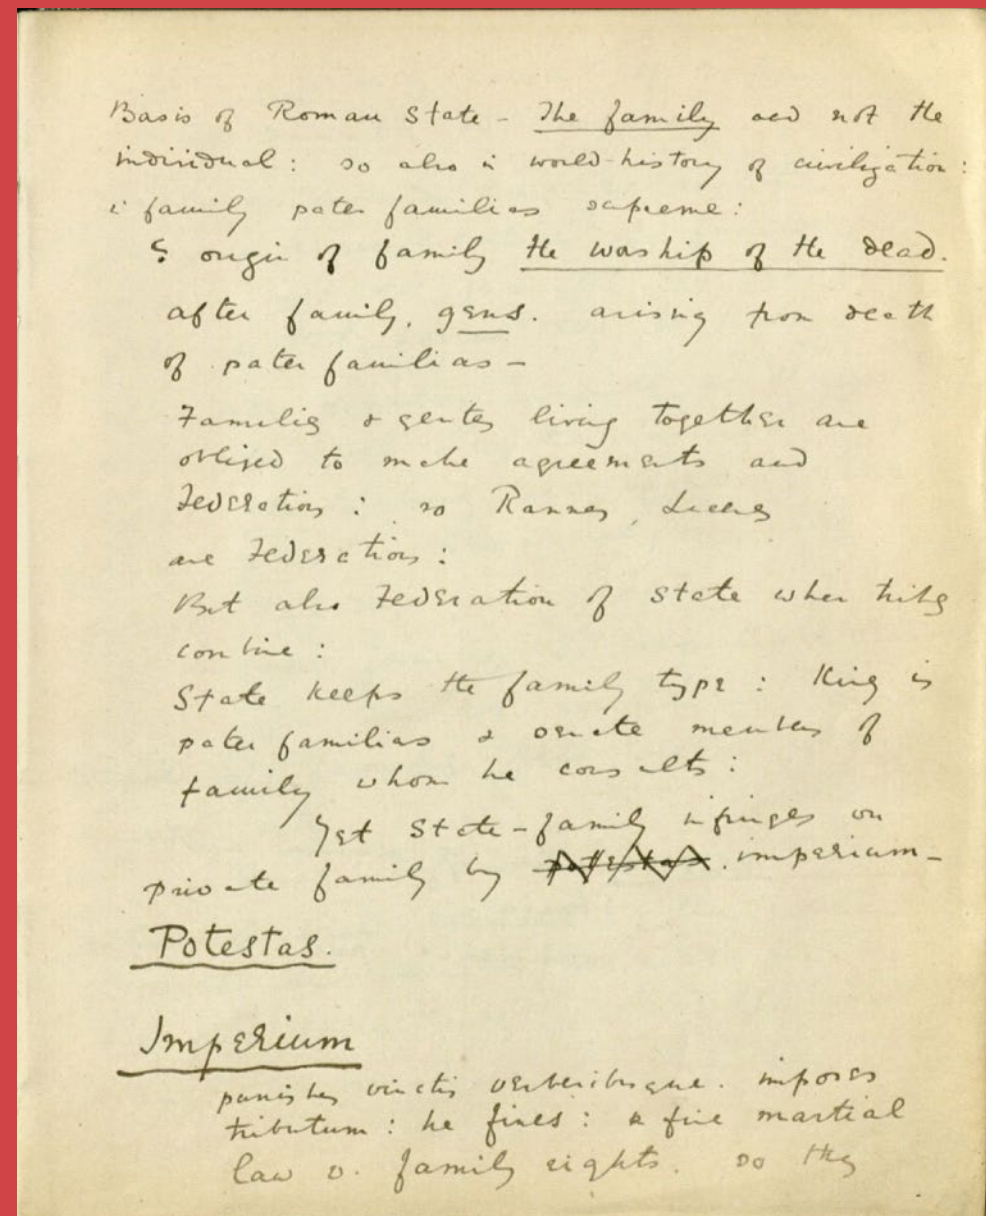 Basis of Roman State - The family and not the
individual: so also in world-history of civilization:
in family pater familias supreme:
? origin of family the worship of the dead.
after family, gens. arising from death
of pater familias -
Families & gentes living together are
obliged to make agreements and
Federations: so Ramnes, Luceres
are Federations:
But also Federation of State when tribes
combine:
State keeps the family type: King is
pater familias & senate members of
family whom he consults:
Yet State-family infringes on
private family by potestas. imperium -
Potestas.
Imperium
punishes vinclis verberibusque. imposes
tributum: he fines: martial
law v. family rights. so they